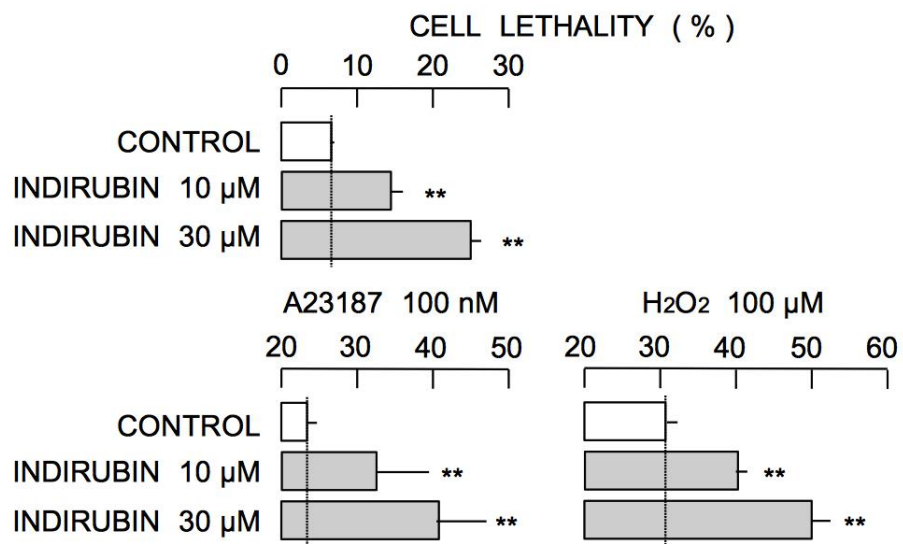 CELL LETHALITY ( % )
0 10 20 30
CONTROL
INDIRUBIN 10 µM **
INDIRUBIN 30 µM **
A23187 100 nM H2O2 100 µM
20 30 40 50 20 30 40 50 60
CONTROL
INDIRUBIN 10 µM ** **
INDIRUBIN 30 µM ** **